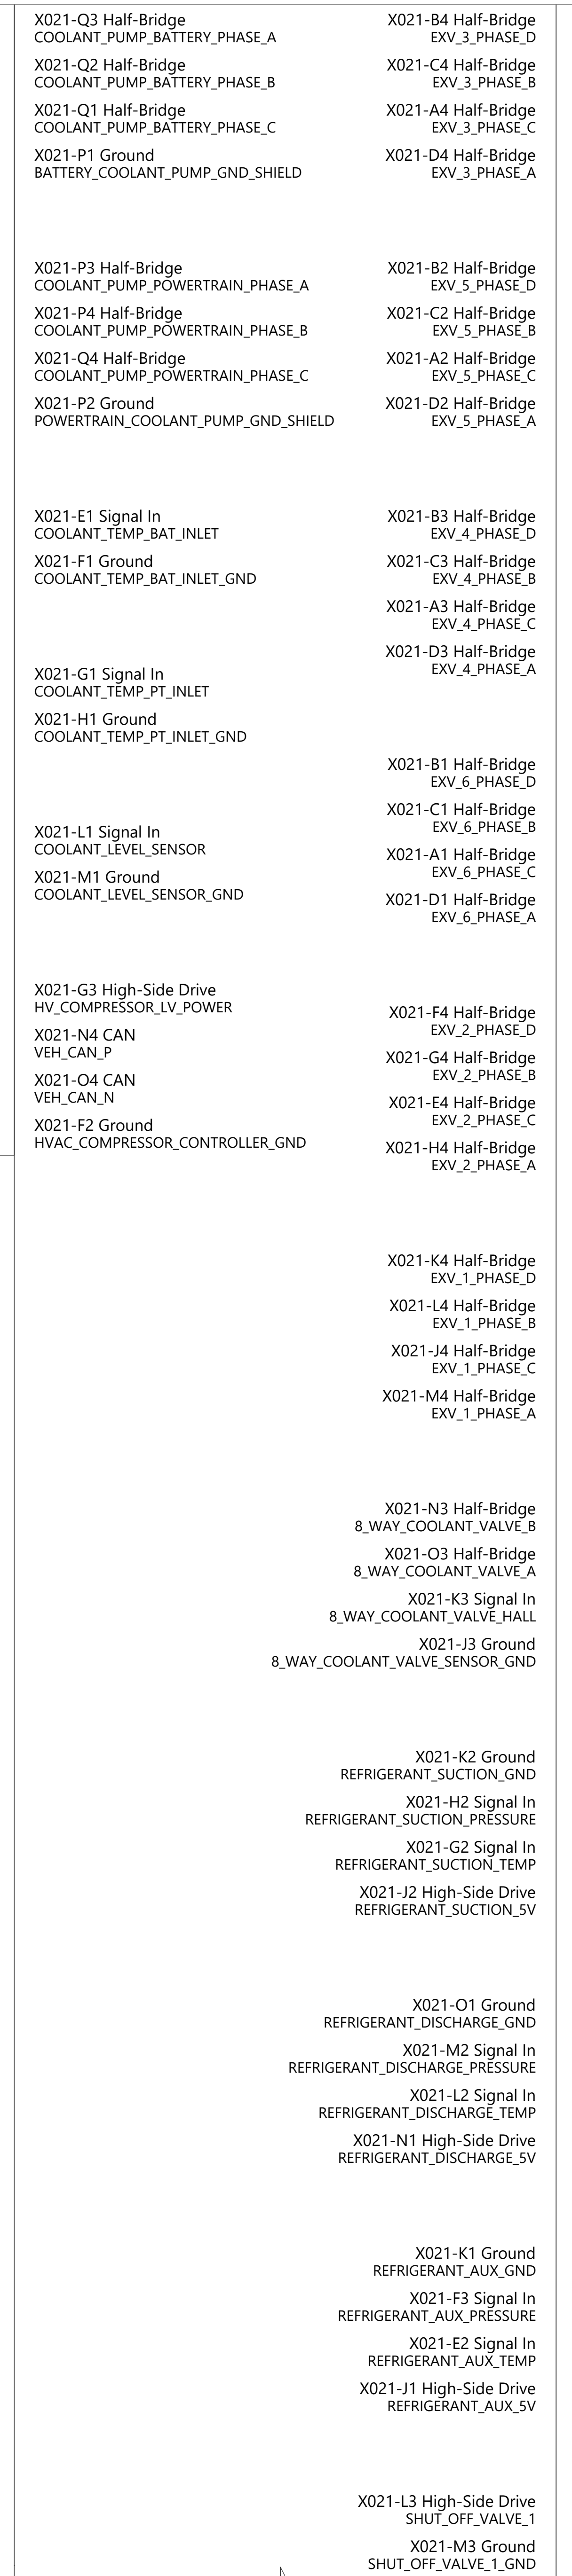 X021-Q3 Half-Bridge
COOLANT_PUMP_BATTERY_PHASE_A
X021-Q2 Half-Bridge
COOLANT_PUMP_BATTERY_PHASE_B
X021-Q1 Half-Bridge
COOLANT_PUMP_BATTERY_PHASE_C
X021-P1 Ground
BATTERY_COOLANT_PUMP_GND_SHIELD
X021-P3 Half-Bridge
COOLANT_PUMP_POWERTRAIN_PHASE_A
X021-P4 Half-Bridge
COOLANT_PUMP_POWERTRAIN_PHASE_B
X021-Q4 Half-Bridge
COOLANT_PUMP_POWERTRAIN_PHASE_C
X021-P2 Ground
POWERTRAIN_COOLANT_PUMP_GND_SHIELD
X021-E1 Signal In
COOLANT_TEMP_BAT_INLET
X021-F1 Ground
COOLANT_TEMP_BAT_INLET_GND
X021-G1 Signal In
COOLANT_TEMP_PT_INLET
X021-H1 Ground
COOLANT_TEMP_PT_INLET_GND
X021-L1 Signal In
COOLANT_LEVEL_SENSOR
X021-M1 Ground
COOLANT_LEVEL_SENSOR_GND
X021-G3 High-Side Drive
HV_COMPRESSOR_LV_POWER
X021-N4 CAN
VEH_CAN_P
X021-O4 CAN
VEH_CAN_N
X021-F2 Ground
HVAC_COMPRESSOR_CONTROLLER_GND
X021-B4 Half-Bridge
EXV_3_PHASE_D
X021-C4 Half-Bridge
EXV_3_PHASE_B
X021-A4 Half-Bridge
EXV_3_PHASE_C
X021-D4 Half-Bridge
EXV_3_PHASE_A
X021-B2 Half-Bridge
EXV_5_PHASE_D
X021-C2 Half-Bridge
EXV_5_PHASE_B
X021-A2 Half-Bridge
EXV_5_PHASE_C
X021-D2 Half-Bridge
EXV_5_PHASE_A
X021-B3 Half-Bridge
EXV_4_PHASE_D
X021-C3 Half-Bridge
EXV_4_PHASE_B
X021-A3 Half-Bridge
EXV_4_PHASE_C
X021-D3 Half-Bridge
EXV_4_PHASE_A
X021-B1 Half-Bridge
EXV_6_PHASE_D
X021-C1 Half-Bridge
EXV_6_PHASE_B
X021-A1 Half-Bridge
EXV_6_PHASE_C
X021-D1 Half-Bridge
EXV_6_PHASE_A
X021-F4 Half-Bridge
EXV_2_PHASE_D
X021-G4 Half-Bridge
EXV_2_PHASE_B
X021-E4 Half-Bridge
EXV_2_PHASE_C
X021-H4 Half-Bridge
EXV_2_PHASE_A
X021-K4 Half-Bridge
EXV_1_PHASE_D
X021-L4 Half-Bridge
EXV_1_PHASE_B
X021-J4 Half-Bridge
EXV_1_PHASE_C
X021-M4 Half-Bridge
EXV_1_PHASE_A
X021-N3 Half-Bridge
8_WAY_COOLANT_VALVE_B
X021-O3 Half-Bridge
8_WAY_COOLANT_VALVE_A
X021-K3 Signal In
8_WAY_COOLANT_VALVE_HALL
X021-J3 Ground
8_WAY_COOLANT_VALVE_SENSOR_GND
X021-K2 Ground
REFRIGERANT_SUCTION_GND
X021-H2 Signal In
REFRIGERANT_SUCTION_PRESSURE
X021-G2 Signal In
REFRIGERANT_SUCTION_TEMP
X021-J2 High-Side Drive
REFRIGERANT_SUCTION_5V
X021-O1 Ground
REFRIGERANT_DISCHARGE_GND
X021-M2 Signal In
REFRIGERANT_DISCHARGE_PRESSURE
X021-L2 Signal In
REFRIGERANT_DISCHARGE_TEMP
X021-N1 High-Side Drive
REFRIGERANT_DISCHARGE_5V
X021-K1 Ground
REFRIGERANT_AUX_GND
X021-F3 Signal In
REFRIGERANT_AUX_PRESSURE
X021-E2 Signal In
REFRIGERANT_AUX_TEMP
X021-J1 High-Side Drive
REFRIGERANT_AUX_5V
X021-L3 High-Side Drive
SHUT_OFF_VALVE_1
X021-M3 Ground
SHUT_OFF_VALVE_1_GND